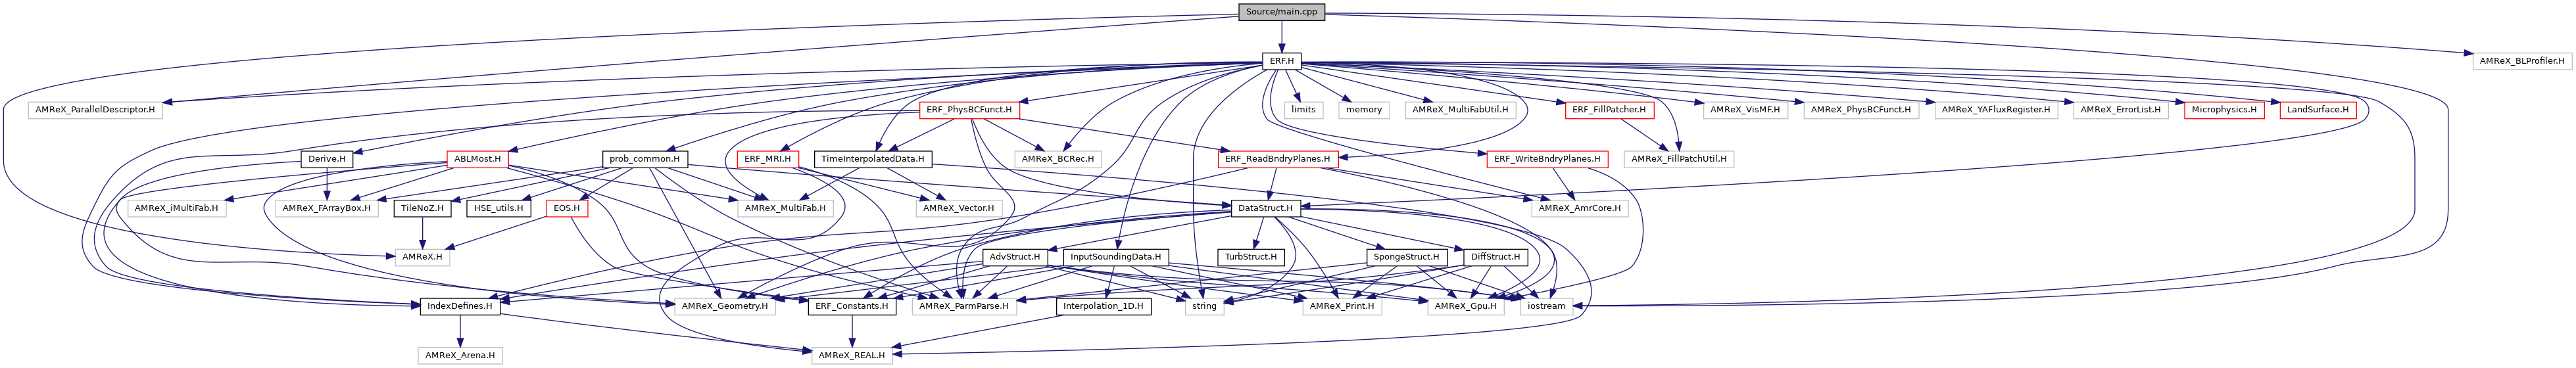 Source/main.cpp
ERF.H
AMReX_BLProfiler.H
AMReX_ParallelDescriptor.H
ERF_PhysBCFunct.H
limits
memory
AMReX_MultiFabUtil.H
ERF_FillPatcher.H
AMReX_VisMF.H
AMReX_PhysBCFunct.H
AMReX_YAFluxRegister.H
AMReX_ErrorList.H
Microphysics.H
LandSurface.H
Derive.H
ABLMost.H
prob_common.H
ERF_MRI.H
TimeInterpolatedData.H
AMReX_BCRec.H
ERF_ReadBndryPlanes.H
ERF_WriteBndryPlanes.H
AMReX_FillPatchUtil.H
AMReX_iMultiFab.H
AMReX_FArrayBox.H
TileNoZ.H
HSE_utils.H
EOS.H
AMReX_MultiFab.H
AMReX_Vector.H
DataStruct.H
AMReX_AmrCore.H
AMReX.H
AdvStruct.H
InputSoundingData.H
TurbStruct.H
SpongeStruct.H
DiffStruct.H
IndexDefines.H
AMReX_Geometry.H
ERF_Constants.H
AMReX_ParmParse.H
Interpolation_1D.H
string
AMReX_Print.H
AMReX_Gpu.H
iostream
AMReX_Arena.H
AMReX_REAL.H